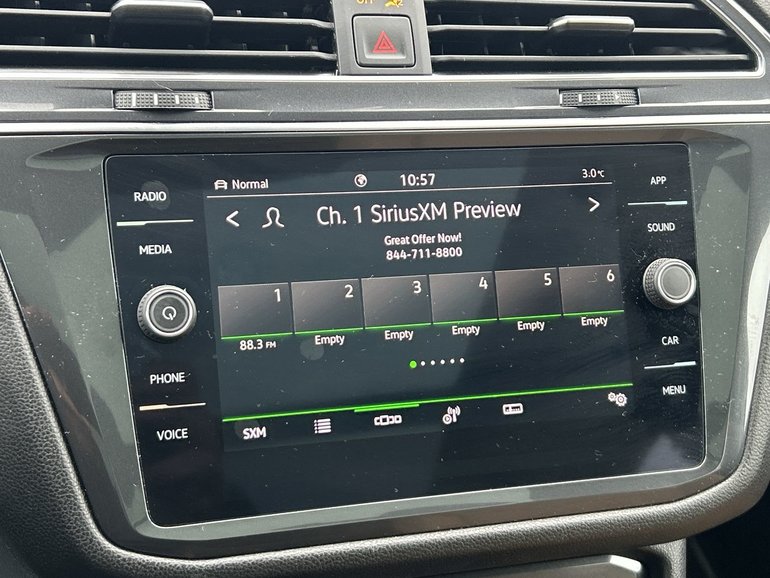 OFF
RADIO
MEDIA
PHONE
VOICE
Normal
10:57
3.0°C
Ch. 1 SiriusXM Preview
Great Offer Now!
844-711-8800
1 2 3 4 5 6
88.3 FM Empty Empty Empty Empty Empty
SXM
APP
SOUND
CAR
MENU